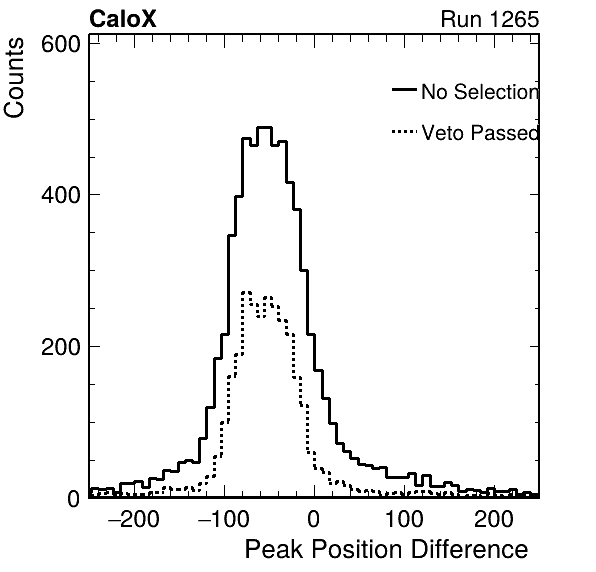 CaloX Run 1265
Counts
600
400
200
0
No Selection
Veto Passed
−200 −100 0 100 200
Peak Position Difference